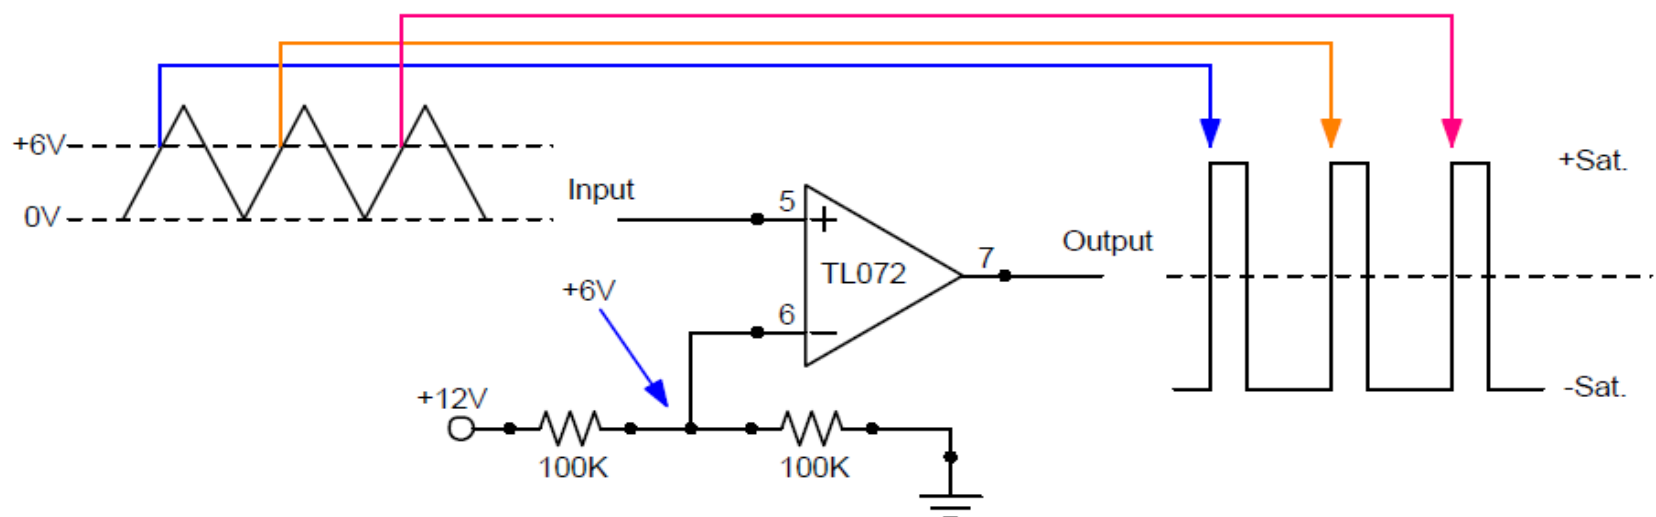 +6V
0V
Input
5
+
TL072
6
−
7
Output
+Sat.
-Sat.
+6V
+12V
100K
100K